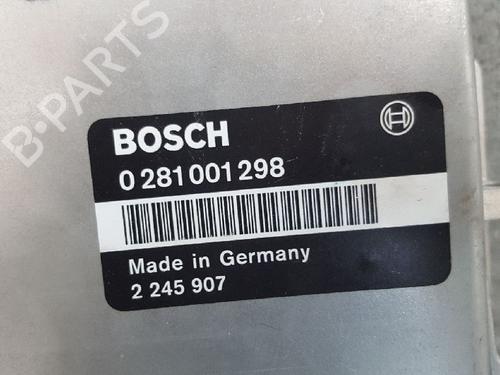 B-PARTS
BOSCH
0 281 001 298
Made in Germany
2 245 907